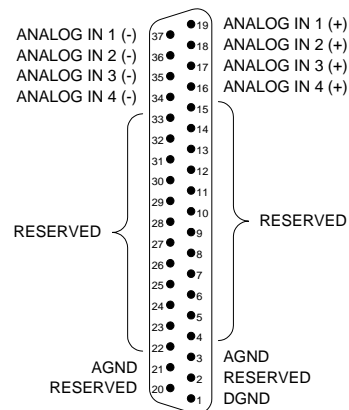 19 ANALOG IN 1 (+)
ANALOG IN 1 (-) 37
18 ANALOG IN 2 (+)
ANALOG IN 2 (-) 36
17 ANALOG IN 3 (+)
ANALOG IN 3 (-) 35
16 ANALOG IN 4 (+)
ANALOG IN 4 (-) 34
15
33
14
32
13
31
12
30
11
29
10
28
RESERVED
9 RESERVED
27
8
26
7
25
6
24
5
23
4
22
3 AGND
AGND 21
2 RESERVED
RESERVED 20
1 DGND